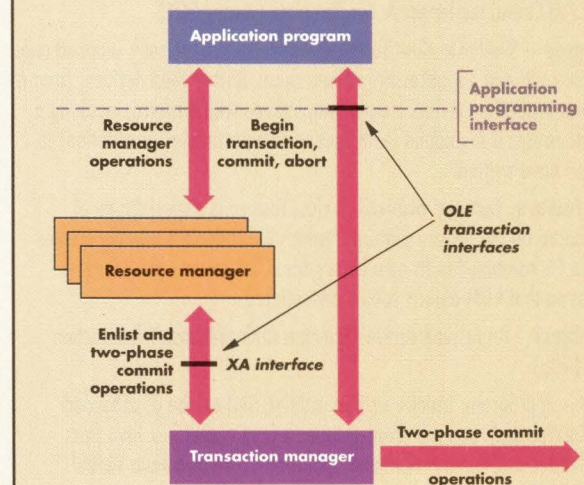 Application program
Application
programming
interface
Resource
manager
operations
Begin
transaction,
commit, abort
OLE
transaction
interfaces
Resource manager
Enlist and
two-phase
commit
operations
XA interface
Transaction manager
Two-phase commit
operations